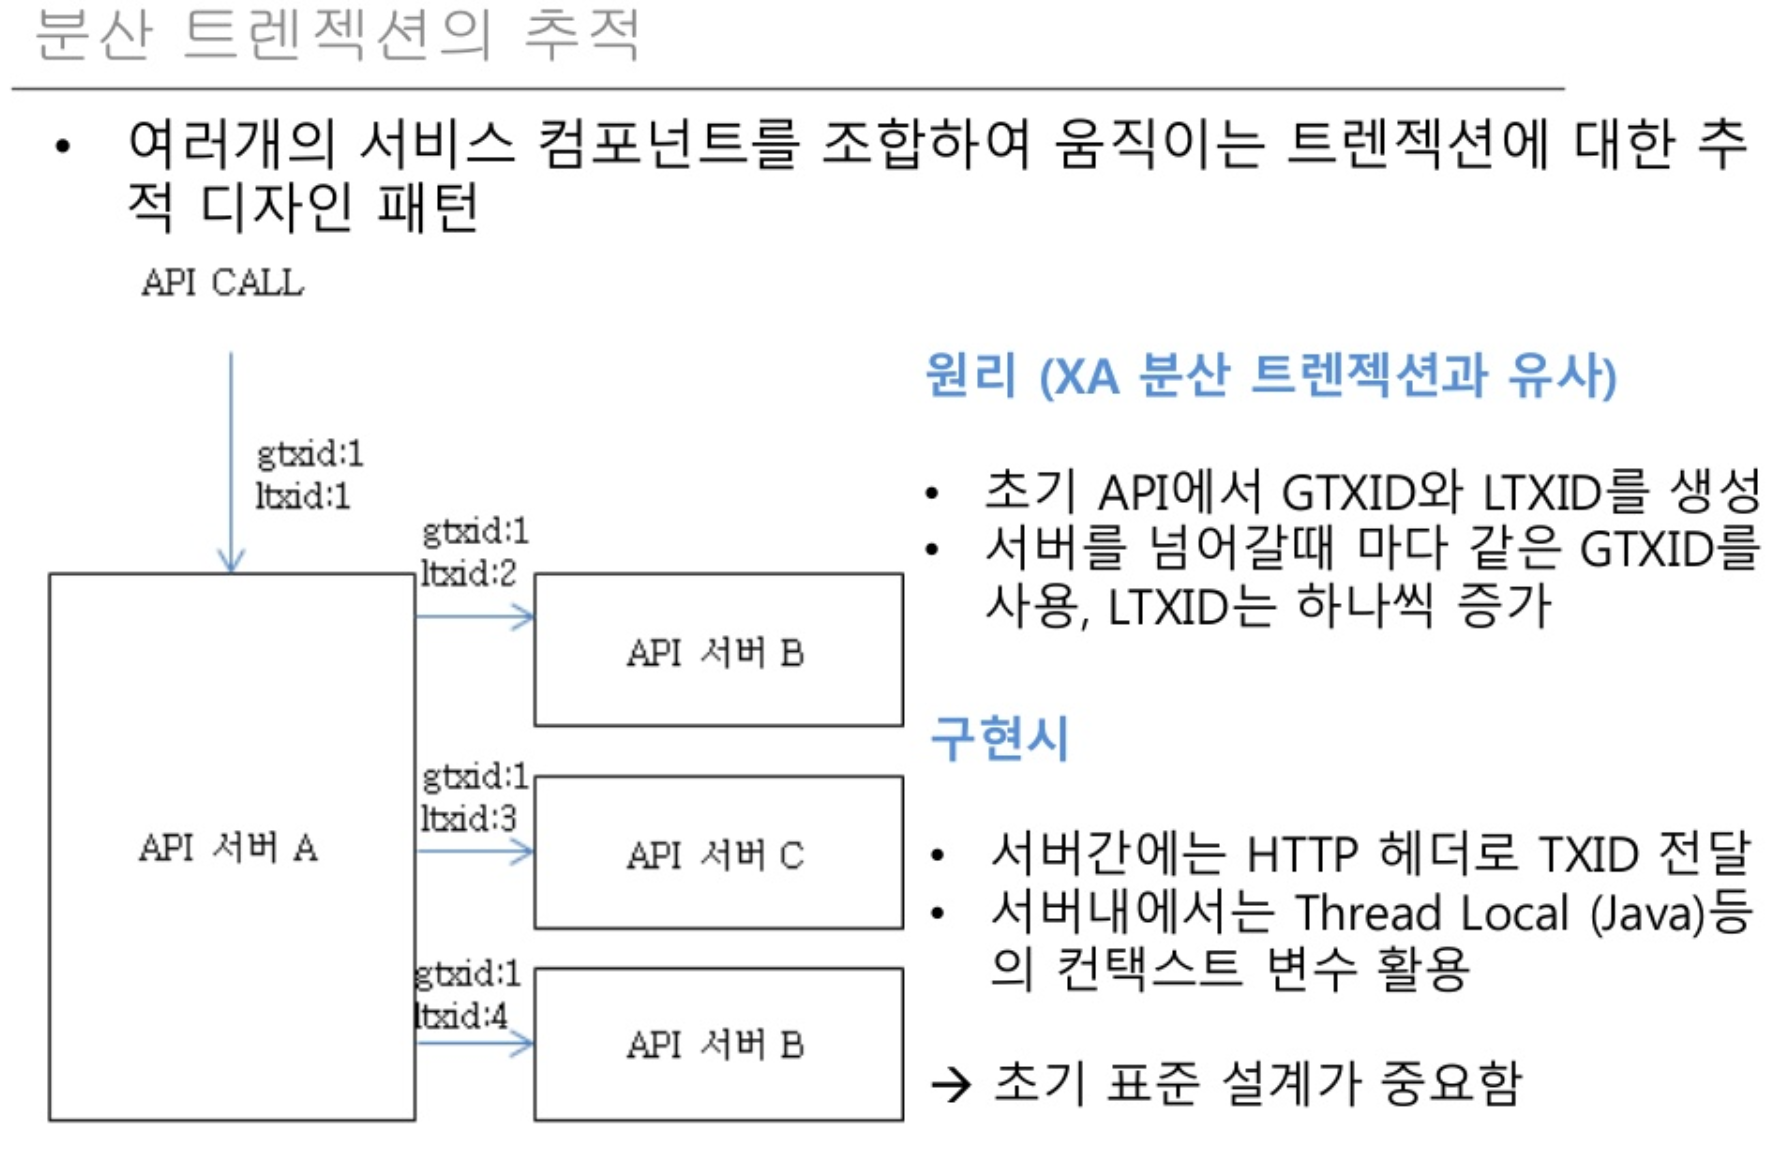 분산 트렌젝션의 추적
• 여러개의 서비스 컴포넌트를 조합하여 움직이는 트렌젝션에 대한 추
적 디자인 패턴
API CALL
gtxid:1
ltxid:1
gtxid:1
ltxid:2
API 서버 B
API 서버 A
gtxid:1
ltxid:3
API 서버 C
gtxid:1
ltxid:4
API 서버 B
원리 (XA 분산 트렌젝션과 유사)
• 초기 API에서 GTXID와 LTXID를 생성
• 서버를 넘어갈때 마다 같은 GTXID를
사용, LTXID는 하나씩 증가
구현시
• 서버간에는 HTTP 헤더로 TXID 전달
• 서버내에서는 Thread Local (Java)등
의 컨택스트 변수 활용
→ 초기 표준 설계가 중요함